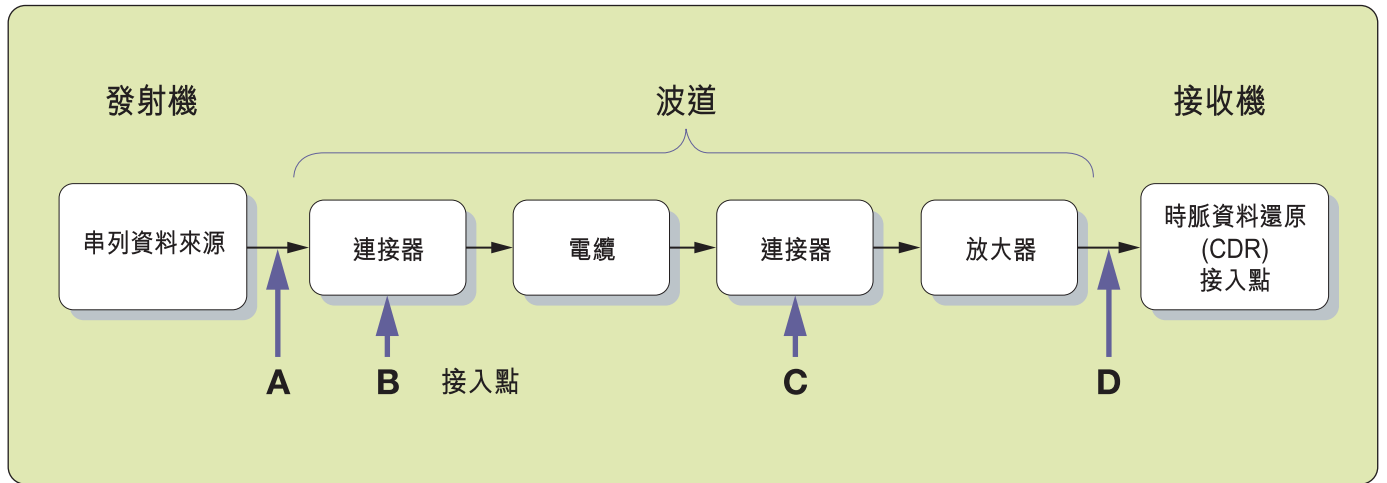 發射機
波道
接收機
串列資料來源
連接器
電纜
連接器
放大器
時脈資料還原
(CDR)
接入點
A
B
接入點
C
D